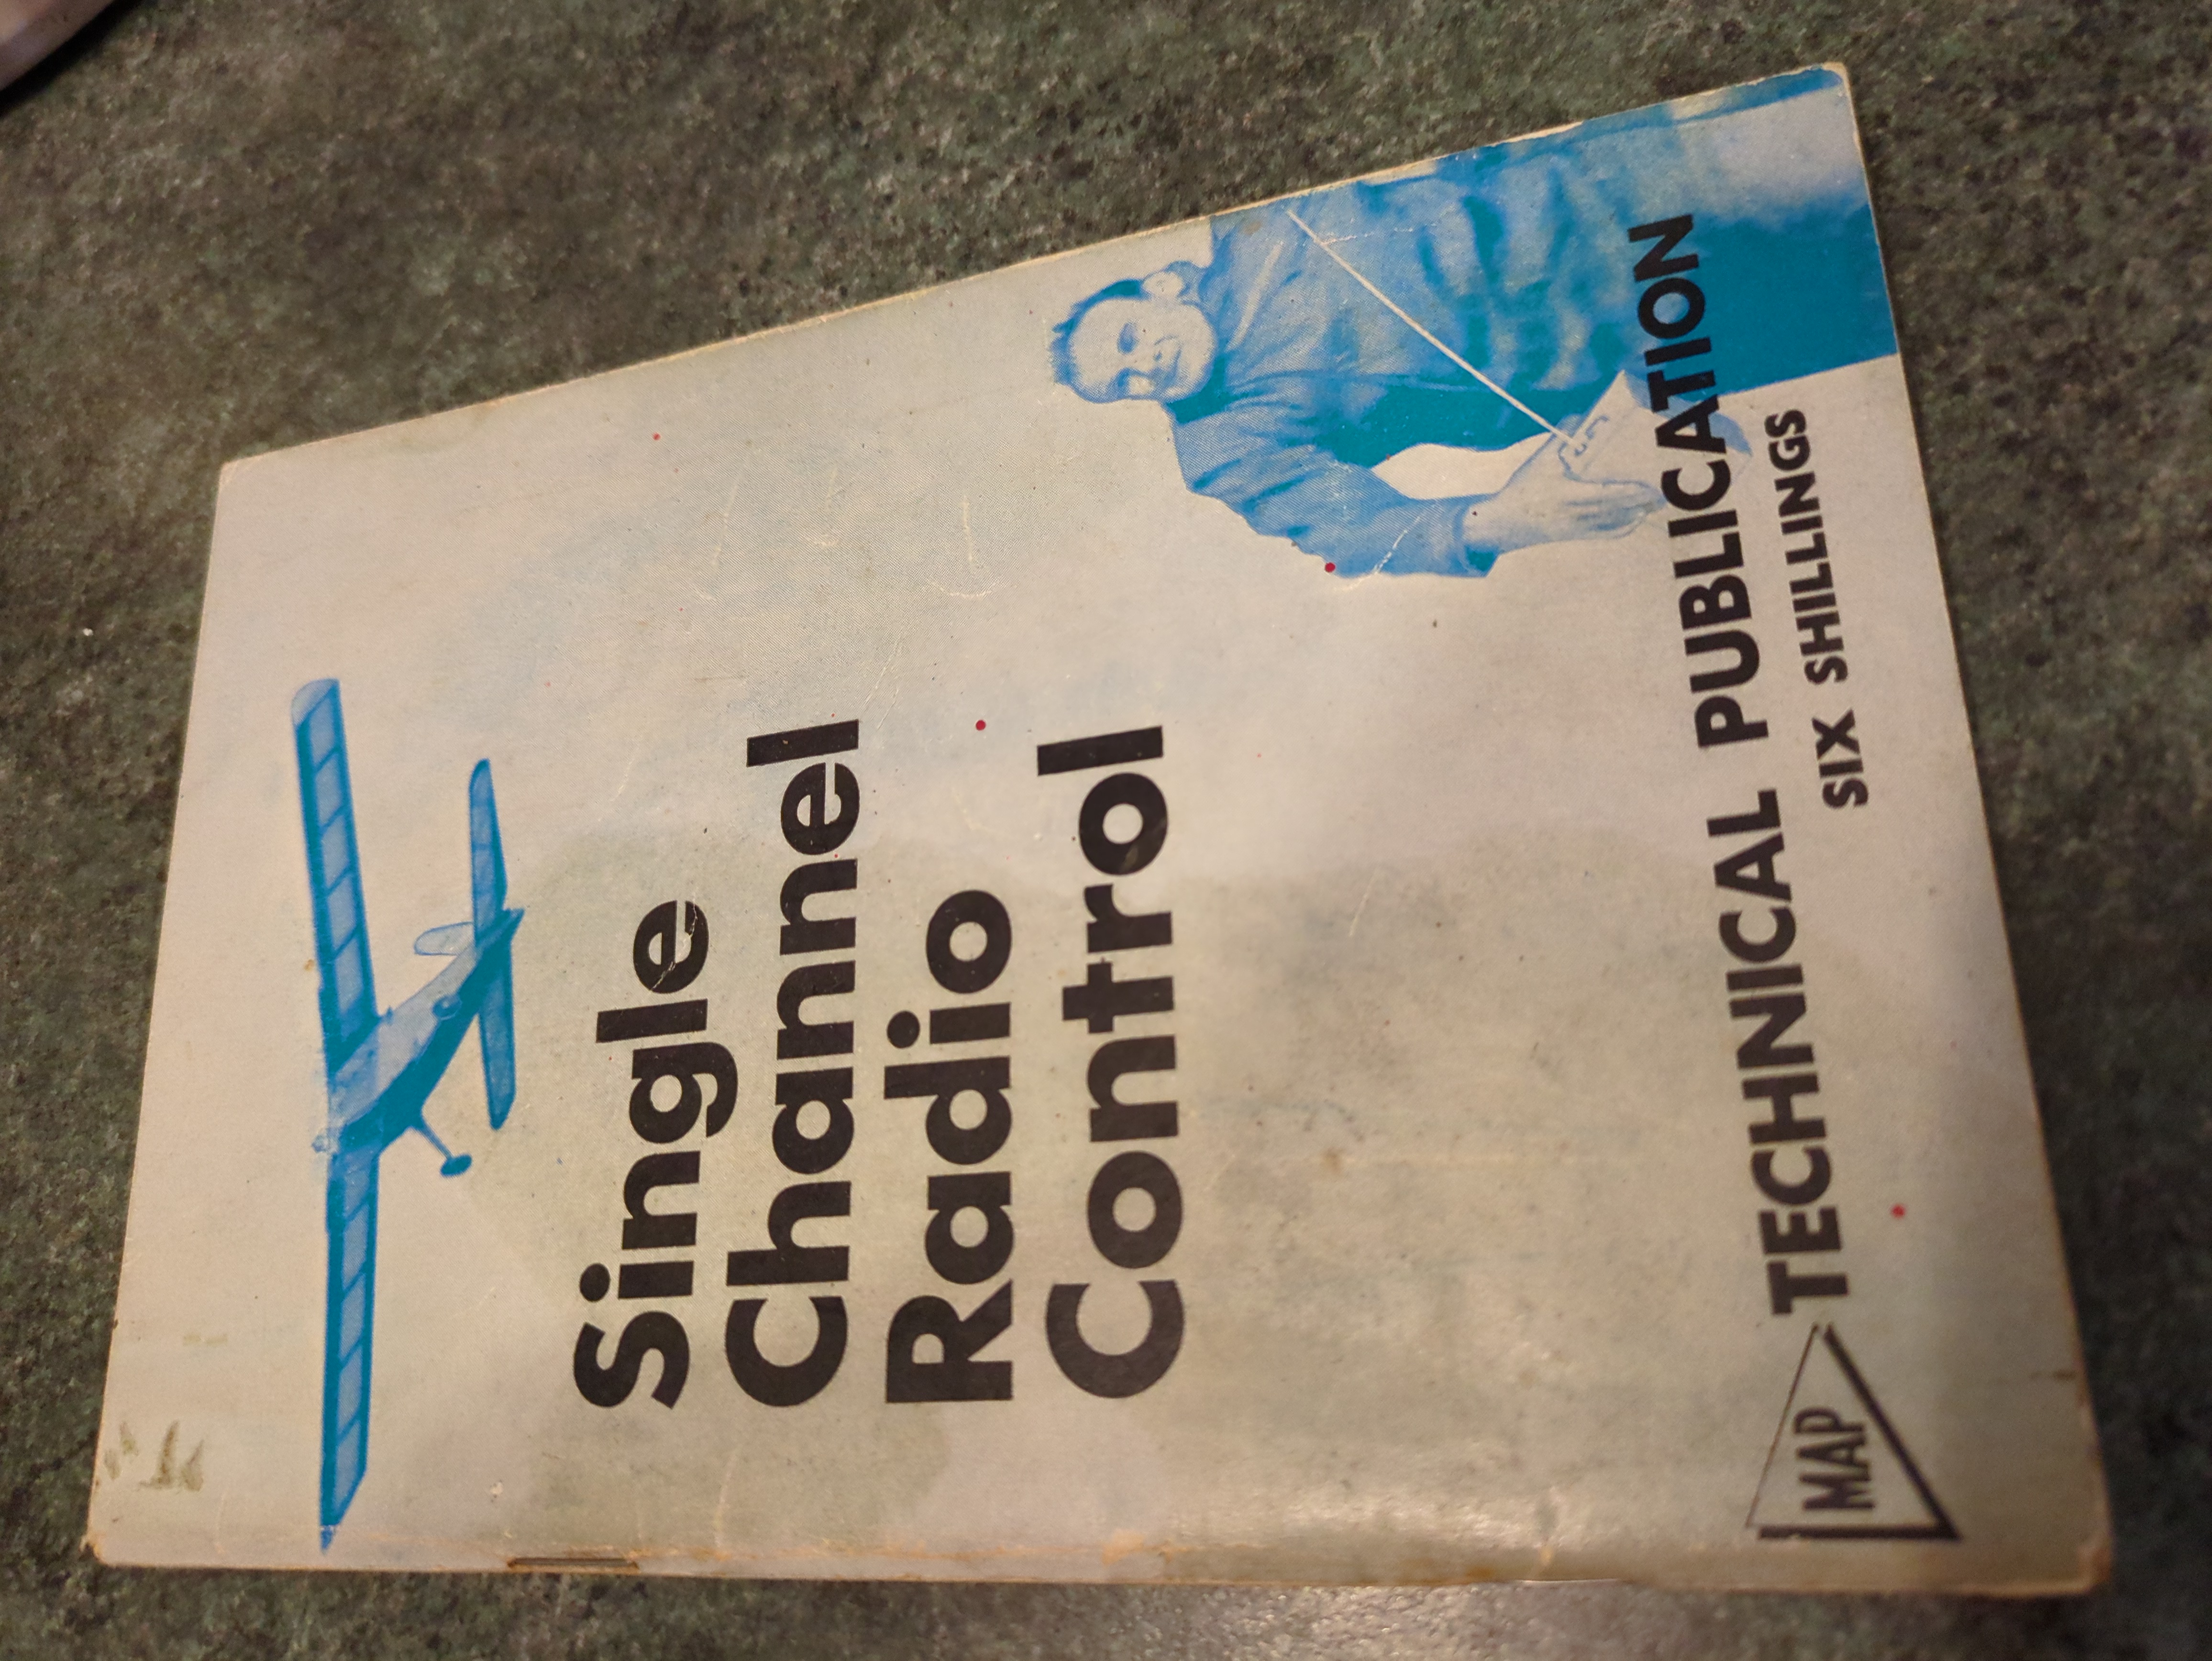 Single
Channel
Radio
Control
MAP TECHNICAL PUBLICATION
SIX SHILLINGS